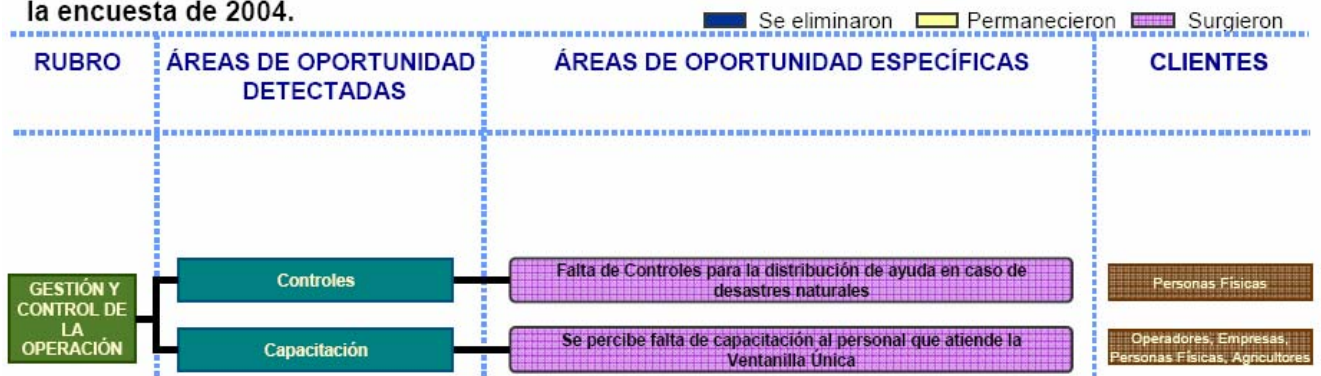 la encuesta de 2004.
Se eliminaron Permanecieron Surgieron
RUBRO
ÁREAS DE OPORTUNIDAD
DETECTADAS
ÁREAS DE OPORTUNIDAD ESPECÍFICAS
CLIENTES
GESTIÓN Y
CONTROL DE
LA
OPERACIÓN
Controles
Falta de Controles para la distribución de ayuda en caso de
desastres naturales
Personas Físicas
Capacitación
Se percibe falta de capacitación al personal que atiende la
Ventanilla Única
Operadores, Empresas,
Personas Físicas, Agricultores